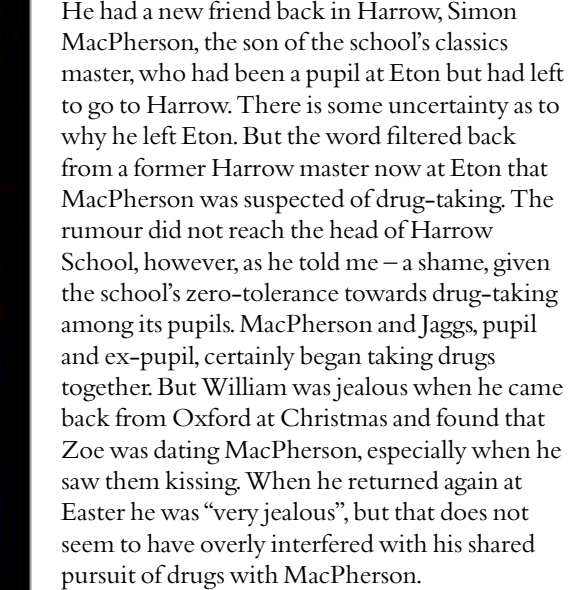 He had a new friend back in Harrow, Simon
MacPherson, the son of the school's classics
master, who had been a pupil at Eton but had left
to go to Harrow. There is some uncertainty as to
why he left Eton. But the word filtered back
from a former Harrow master now at Eton that
MacPherson was suspected of drug-taking. The
rumour did not reach the head of Harrow
School, however, as he told me – a shame, given
the school's zero-tolerance towards drug-taking
among its pupils. MacPherson and Jaggs, pupil
and ex-pupil, certainly began taking drugs
together. But William was jealous when he came
back from Oxford at Christmas and found that
Zoe was dating MacPherson, especially when he
saw them kissing. When he returned again at
Easter he was “very jealous”, but that does not
seem to have overly interfered with his shared
pursuit of drugs with MacPherson.